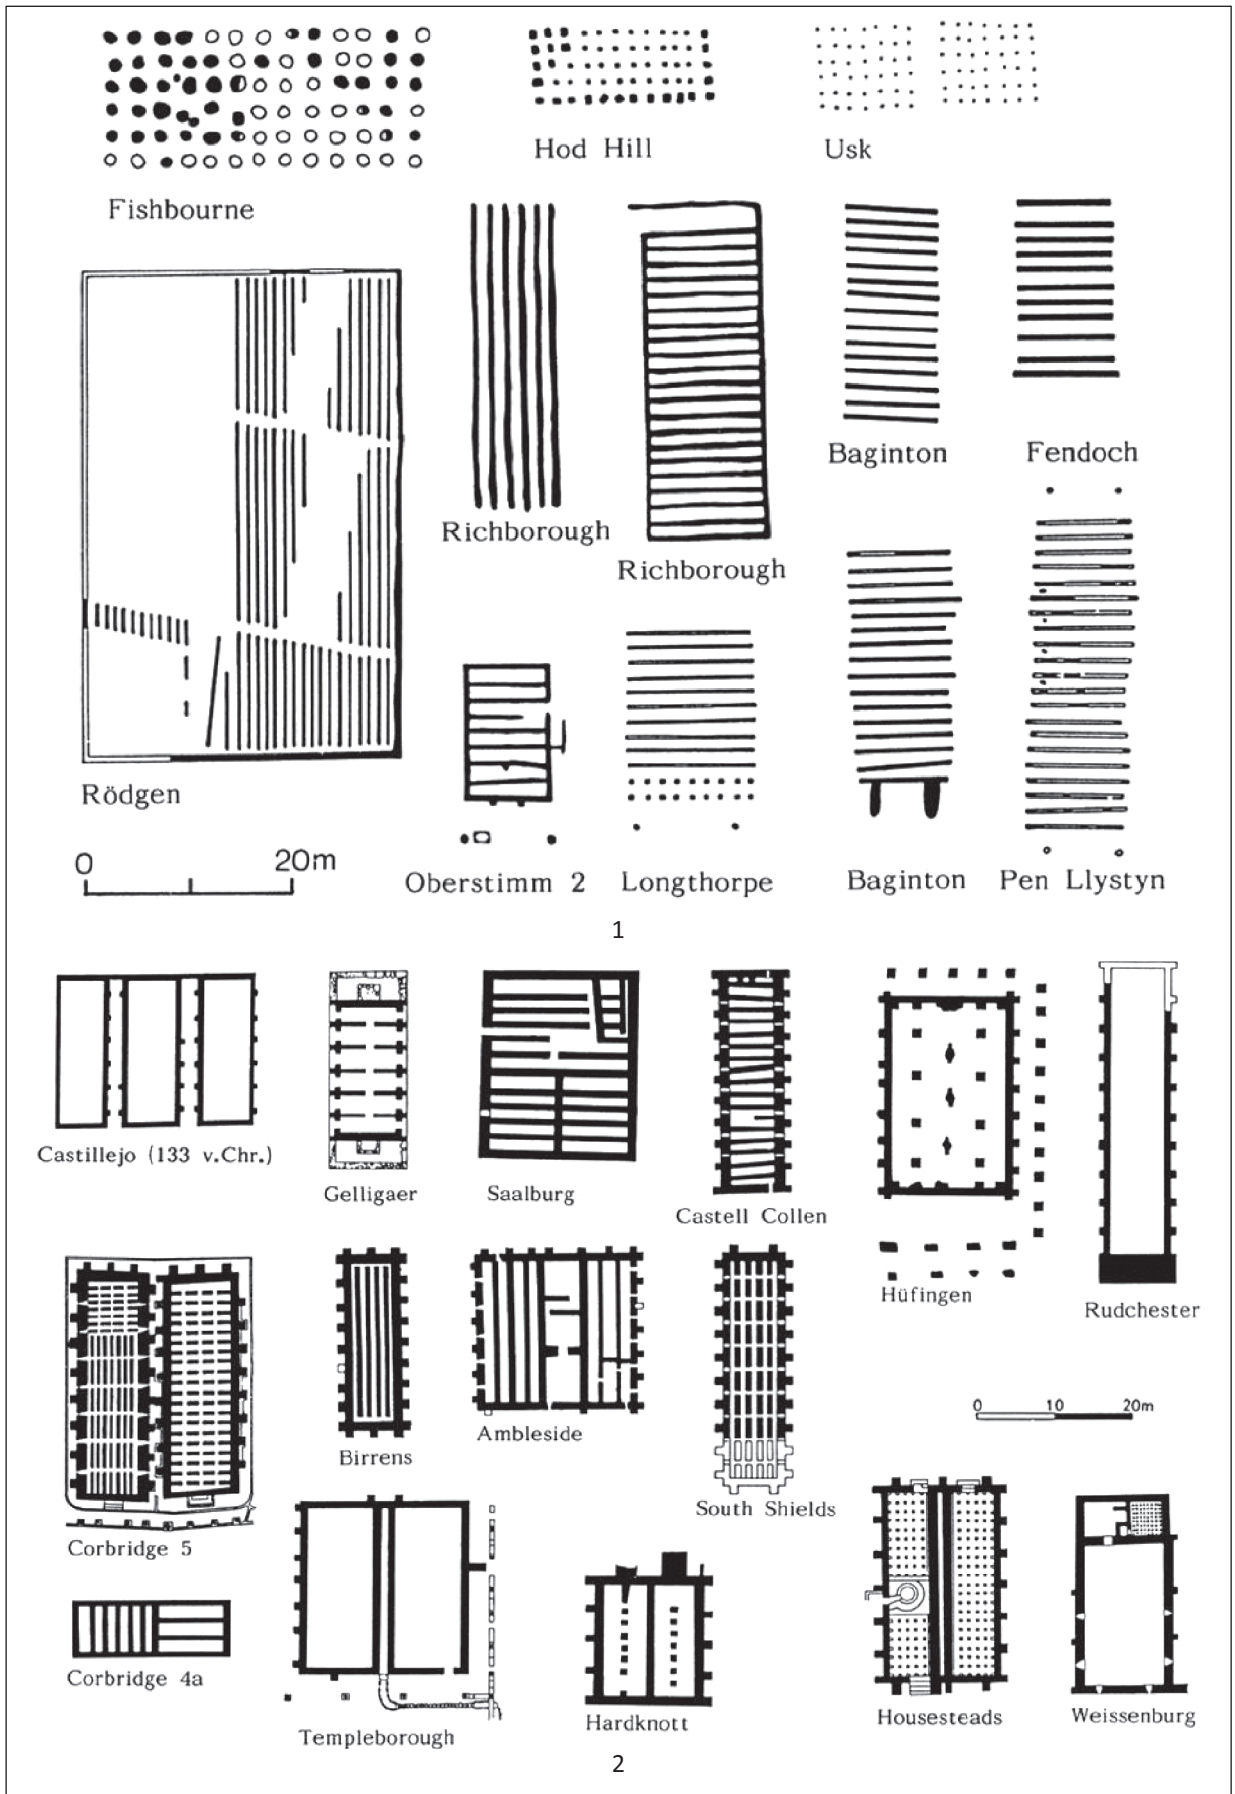 Hod Hill
Usk
Fishbourne
Richborough
Richborough
Baginton
Fendoch
Rödgen
0 20m
Oberstimm 2
Longthorpe
Baginton
Pen Llystyn
1
Castillejo (133 v.Chr.)
Gelligaer
Saalburg
Castell Collen
Hüfingen
Rudchester
Birrens
Ambleside
South Shields
0 10 20m
Corbridge 5
Corbridge 4a
Templeborough
Hardknott
Housesteads
Weissenburg
2